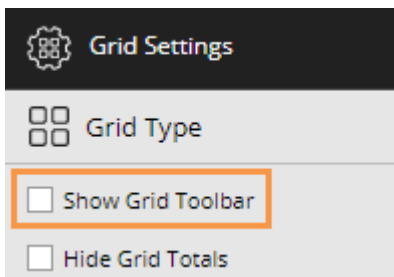 Grid Settings
Grid Type
Show Grid Toolbar
Hide Grid Totals